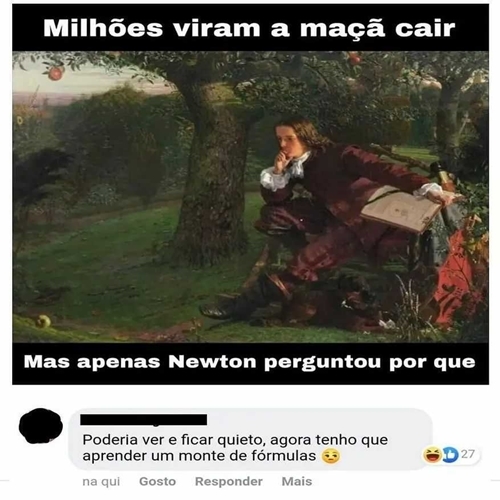 Milhões viram a maçã cair
Mas apenas Newton perguntou por que
Poderia ver e ficar quieto, agora tenho que
aprender um monte de fórmulas 😒
27
na qui Gosto Responder Mais